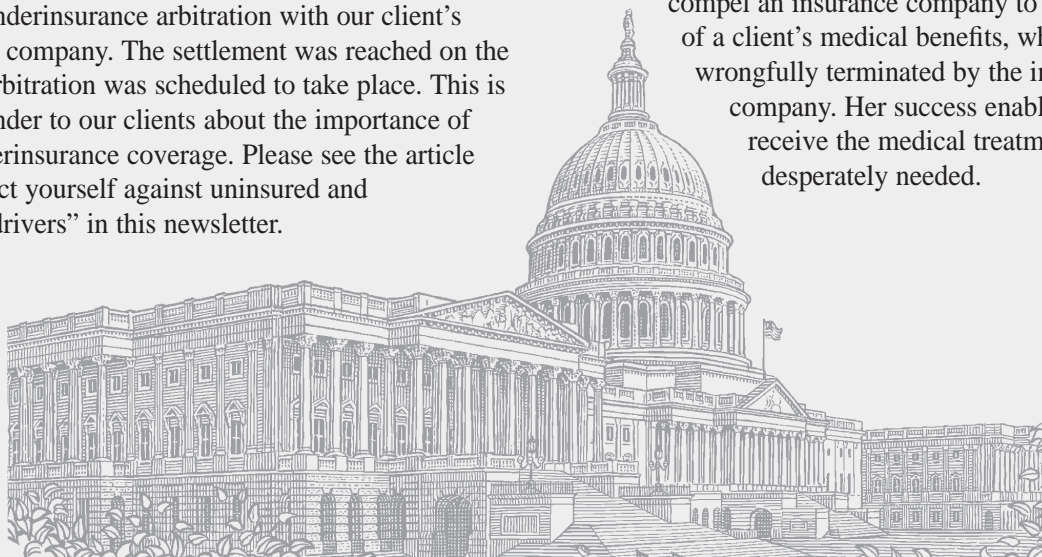 nderinsurance arbitration with our client’s
company. The settlement was reached on the
rbitration was scheduled to take place. This is
nder to our clients about the importance of
erinsurance coverage. Please see the article
ct yourself against uninsured and
drivers” in this newsletter.
compel an insurance company to
of a client’s medical benefits, wh
wrongfully terminated by the in
company. Her success enabl
receive the medical treatm
desperately needed.